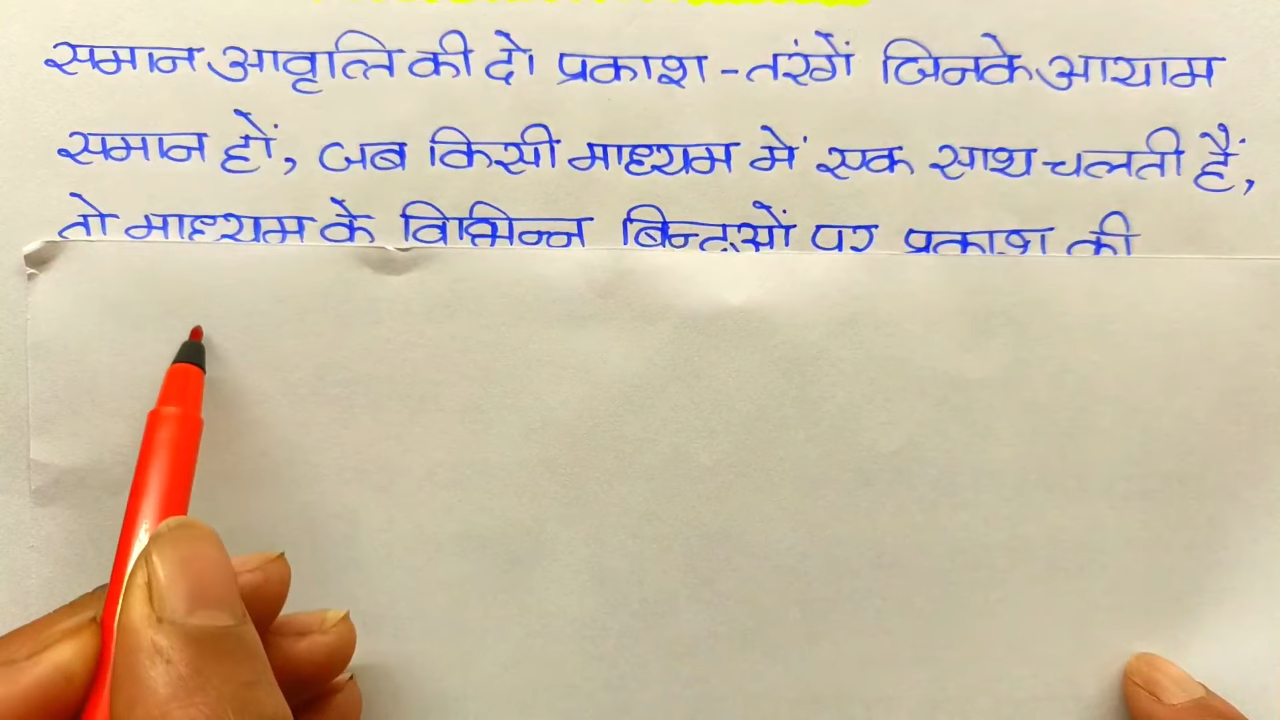 समान आवृत्ति की दो प्रकाश-तरंगें जिनके आयाम
समान हों, जब किसी माध्यम में एक साथ चलती हैं,
तो माध्यम के विभिन्न बिन्दुओं पर प्रकाश की